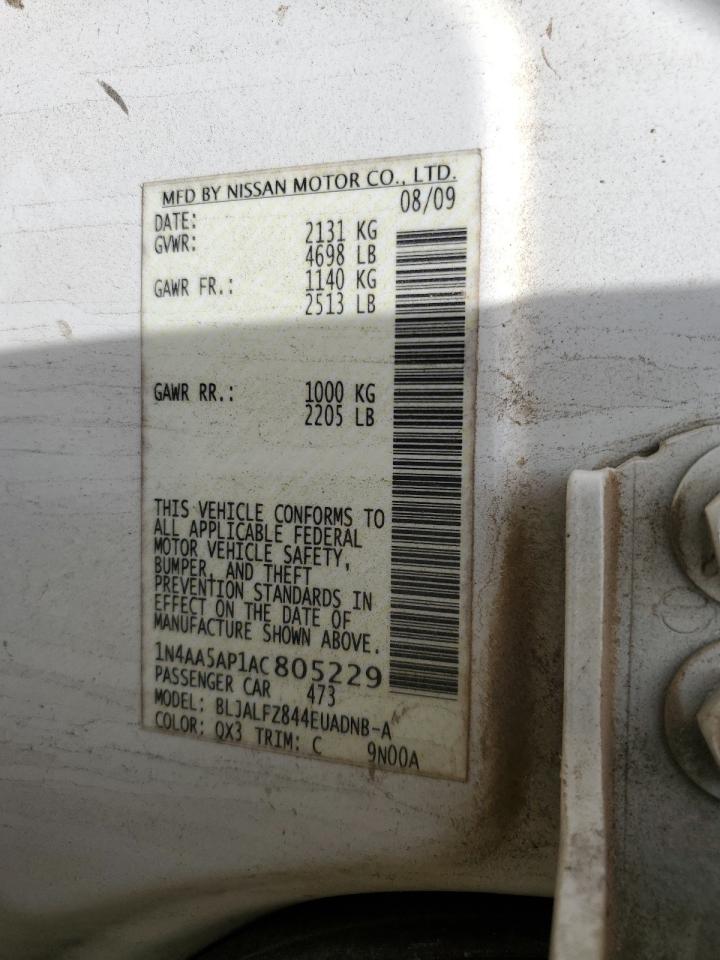 MFD BY NISSAN MOTOR CO., LTD.
DATE: 08/09
GVWR: 2131 KG
4698 LB
GAWR FR.: 1140 KG
2513 LB
GAWR RR.: 1000 KG
2205 LB
THIS VEHICLE CONFORMS TO
ALL APPLICABLE FEDERAL
MOTOR VEHICLE SAFETY,
BUMPER, AND THEFT
PREVENTION STANDARDS IN
EFFECT ON THE DATE OF
MANUFACTURE SHOWN ABOVE.
1N4AA5AP1AC805229
PASSENGER CAR 473
MODEL: BLJALFZ844EUADNB-A
COLOR: QX3 TRIM: C 9N00A